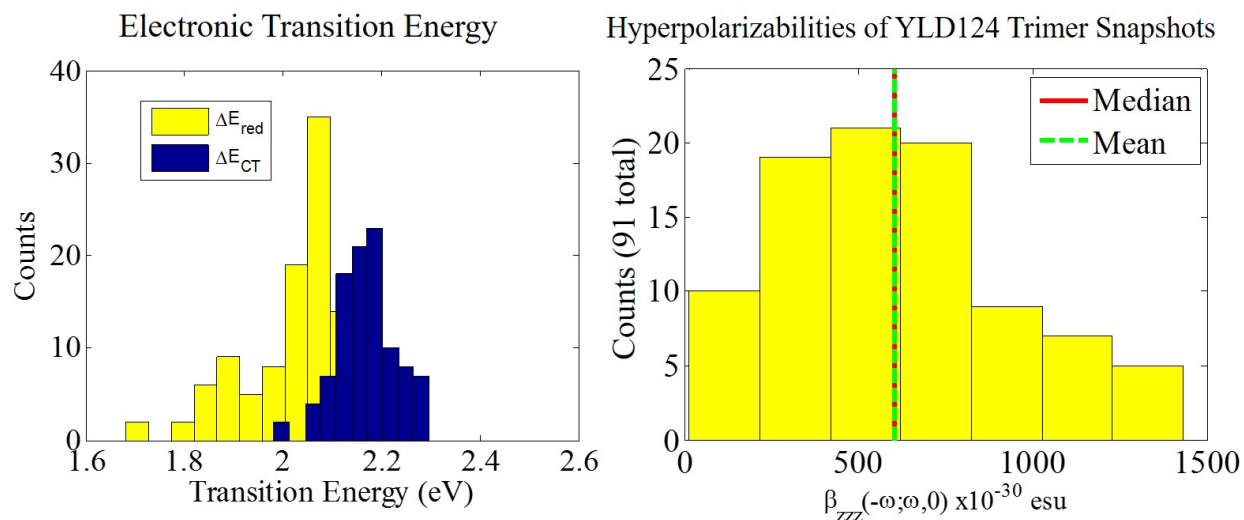 Electronic Transition Energy
40
30
20
10
0
Counts
ΔE_red
ΔE_CT
1.6 1.8 2 2.2 2.4 2.6
Transition Energy (eV)
Hyperpolarizabilities of YLD124 Trimer Snapshots
25
20
15
10
5
0
Counts (91 total)
Median
Mean
0 500 1000 1500
β_zzz(-ω;ω,0) x10^-30 esu